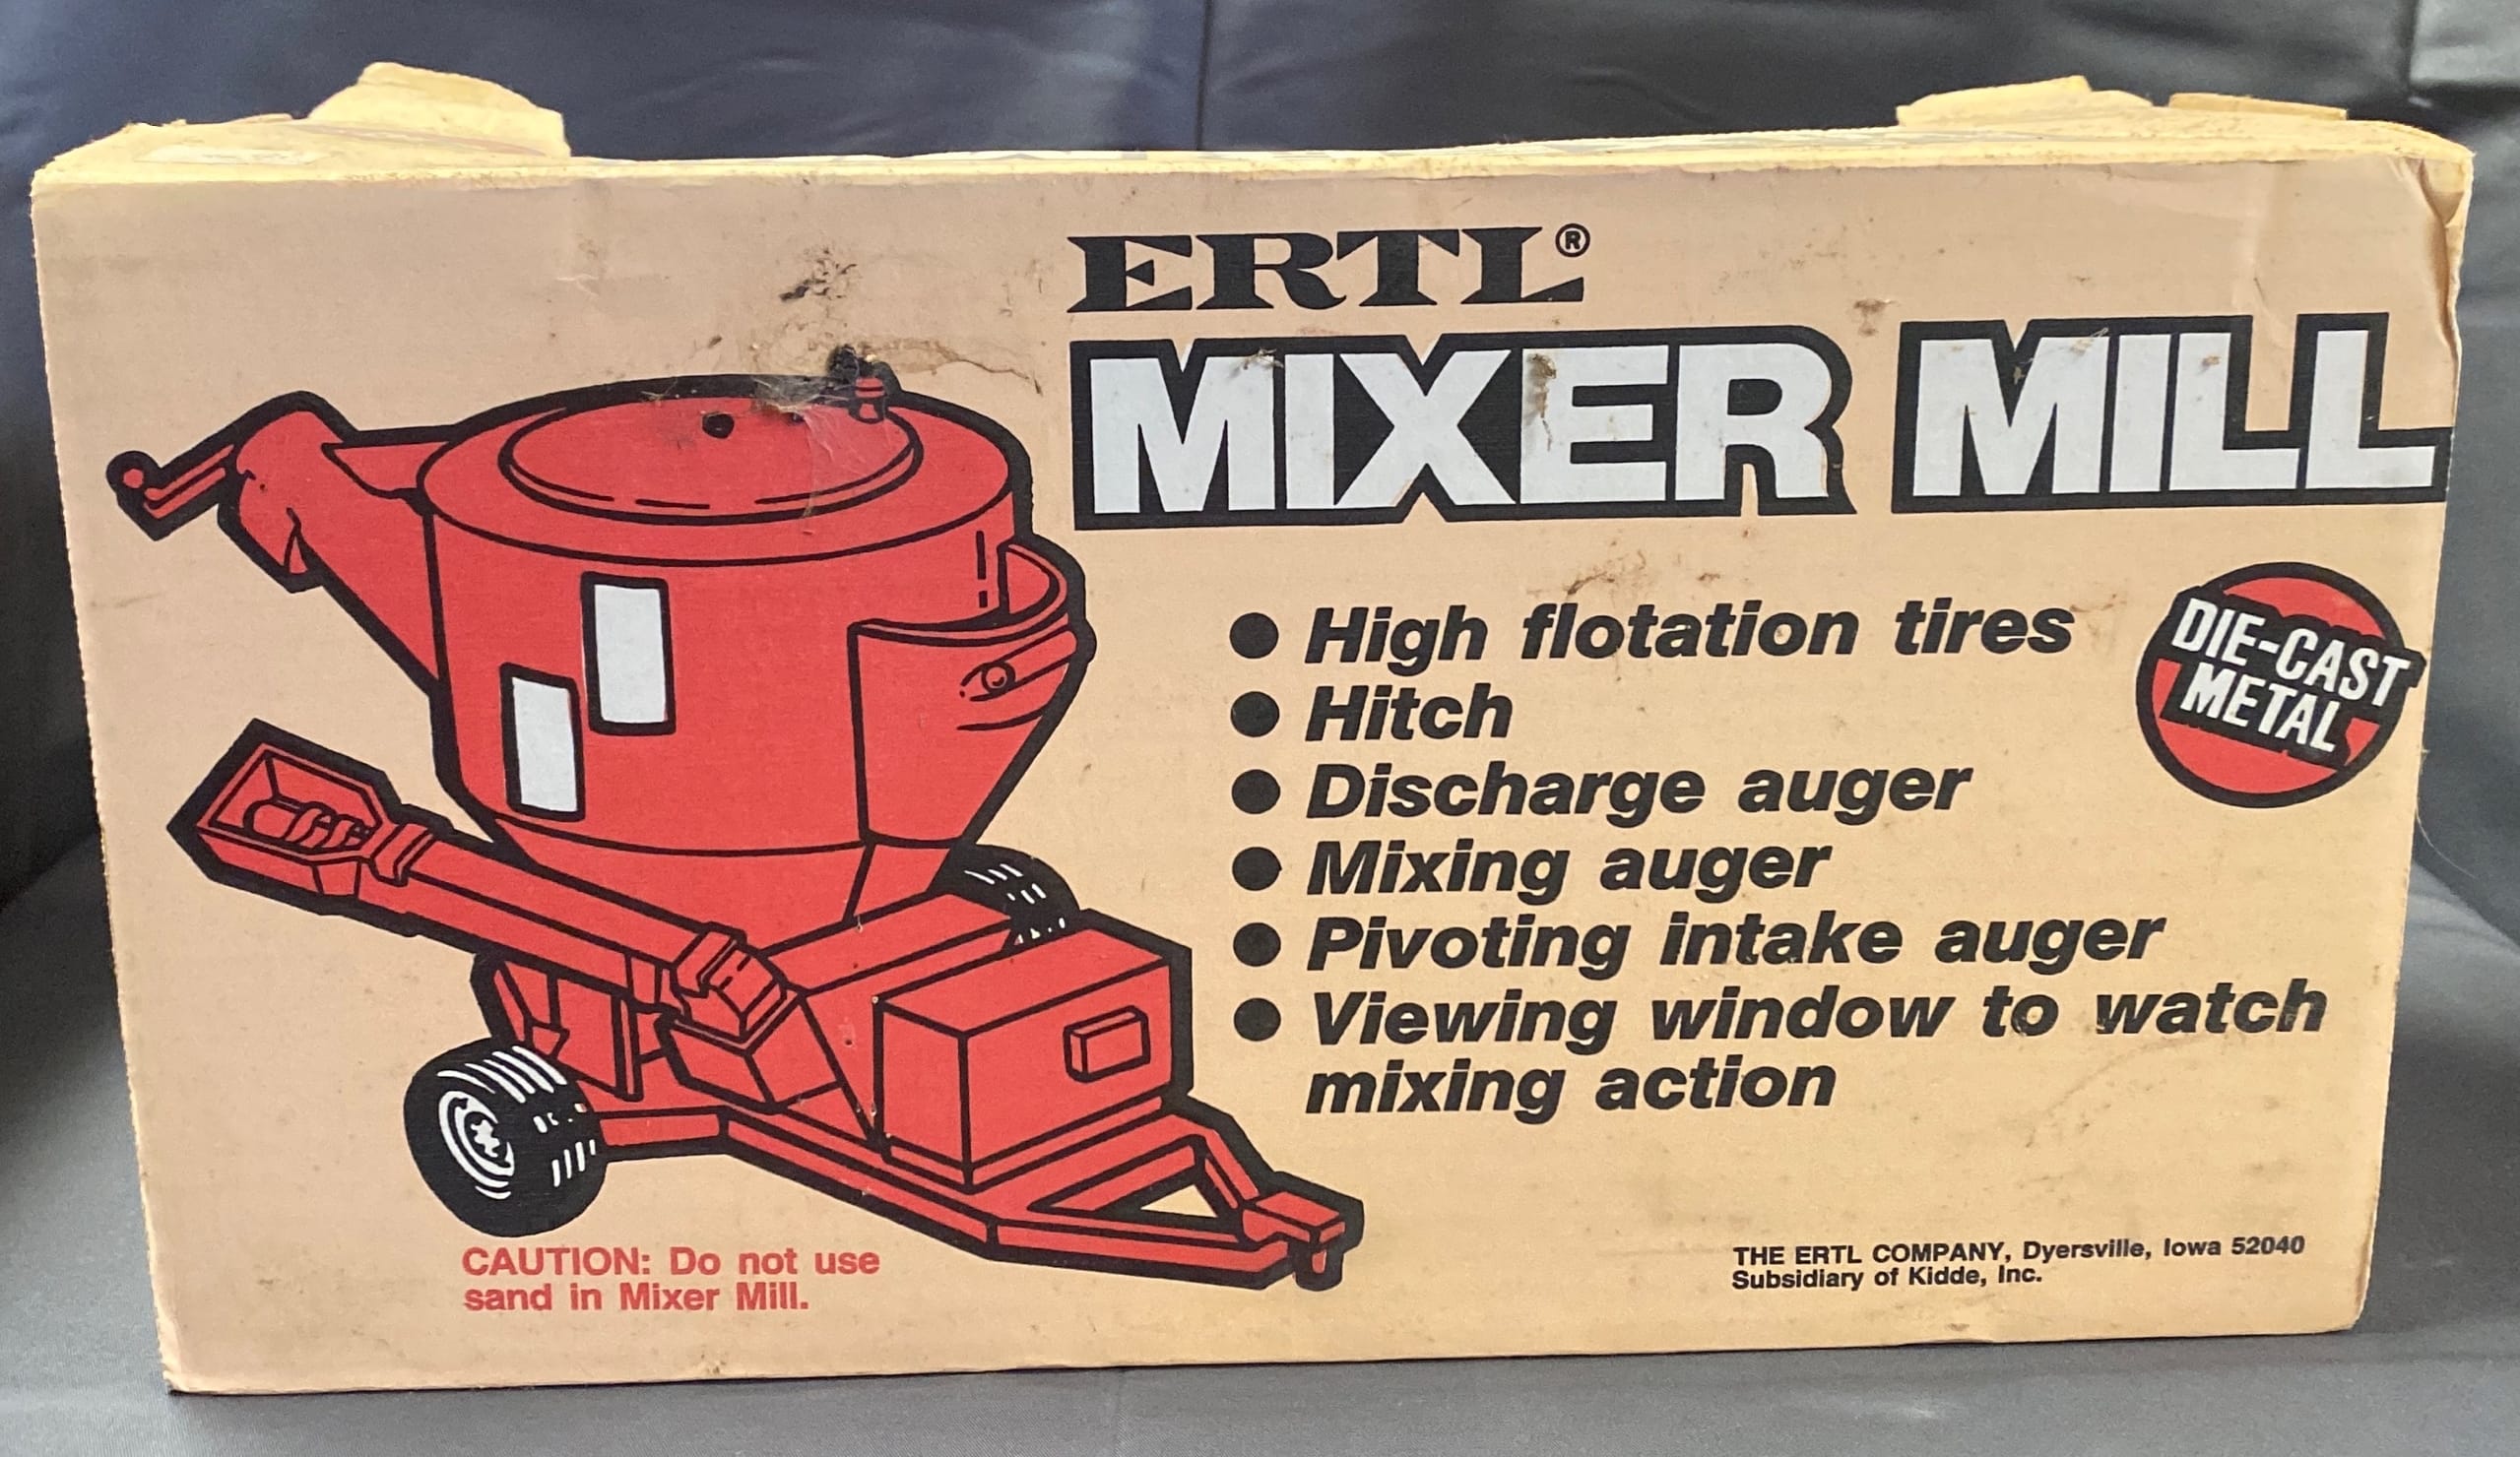 ERTL®
MIXER MILL
DIE-CAST
METAL
● High flotation tires
● Hitch
● Discharge auger
● Mixing auger
● Pivoting intake auger
● Viewing window to watch
mixing action
CAUTION: Do not use
sand in Mixer Mill.
THE ERTL COMPANY, Dyersville, Iowa 52040
Subsidiary of Kidde, Inc.